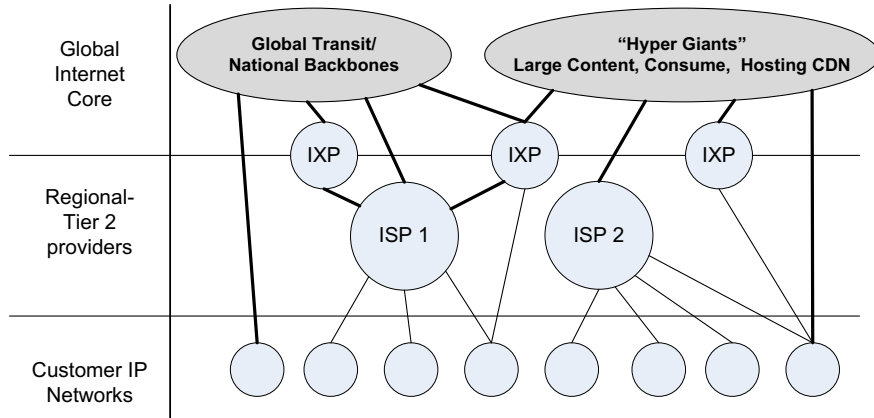 Global
Internet
Core
Global Transit/
National Backbones
“Hyper Giants”
Large Content, Consume, Hosting CDN
IXP
IXP
IXP
Regional-
Tier 2
providers
ISP 1
ISP 2
Customer IP
Networks